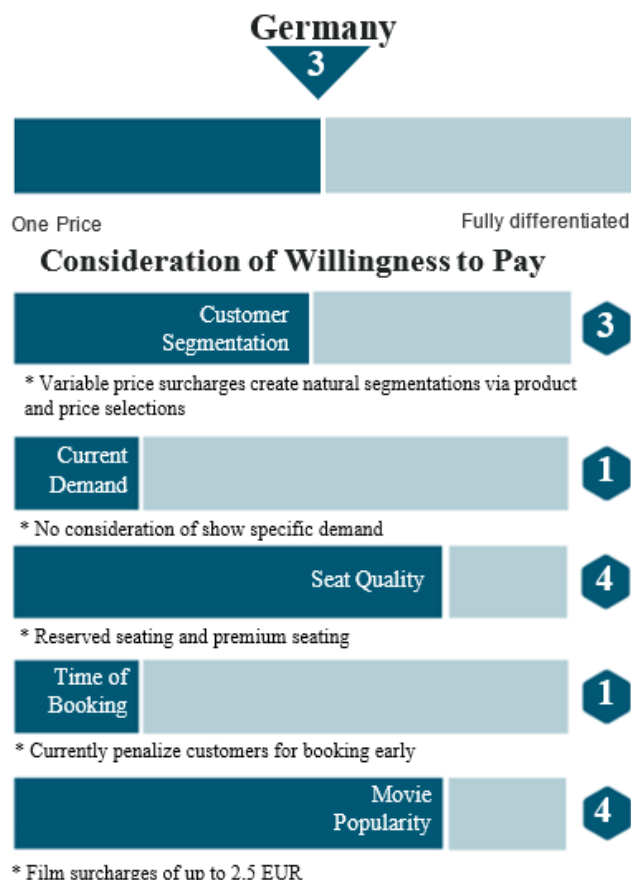 Germany
3
One Price
Fully differentiated
Consideration of Willingness to Pay
Customer
Segmentation
3
* Variable price surcharges create natural segmentations via product
and price selections
Current
Demand
1
* No consideration of show specific demand
Seat Quality
4
* Reserved seating and premium seating
Time of
Booking
1
* Currently penalize customers for booking early
Movie
Popularity
4
* Film surcharges of up to 2.5 EUR